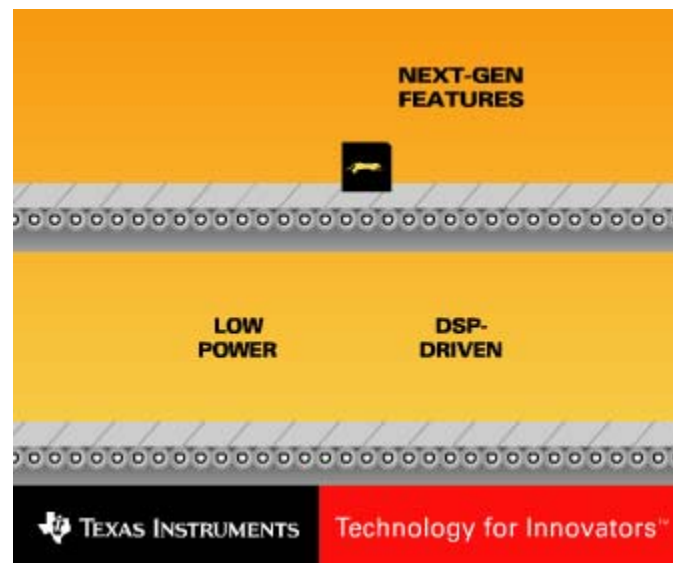 NEXT-GEN
FEATURES
LOW
POWER
DSP-
DRIVEN
TEXAS INSTRUMENTS
Technology for Innovators™